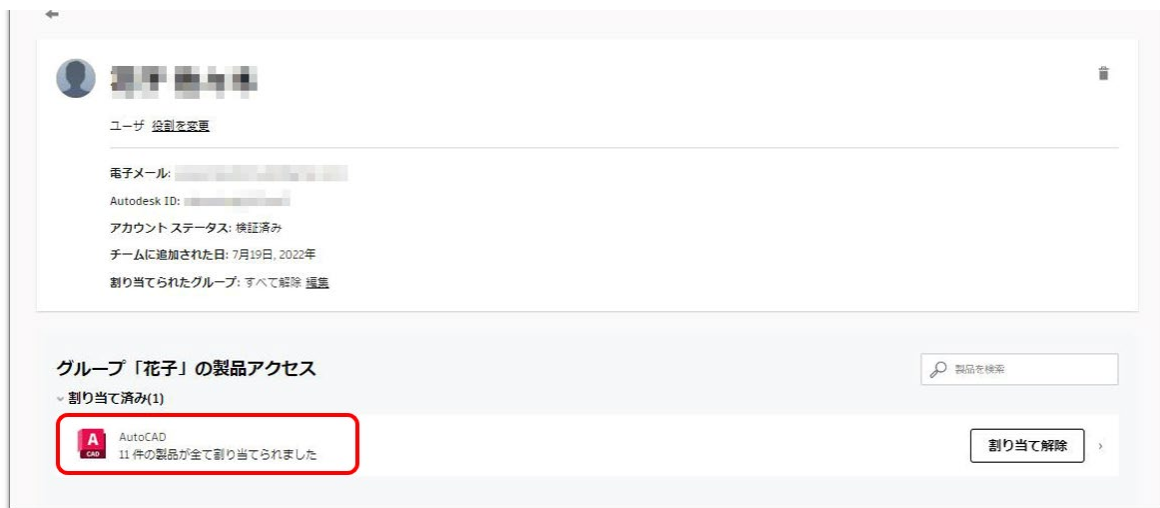 ユーザ 役割を変更
電子メール:
Autodesk ID:
アカウント ステータス: 検証済み
チームに追加された日: 7月19日, 2022年
割り当てられたグループ: すべて解除 編集
グループ「花子」の製品アクセス
製品を検索
割り当て済み(1)
A CAD
AutoCAD
11 件の製品が全て割り当てられました
割り当て解除